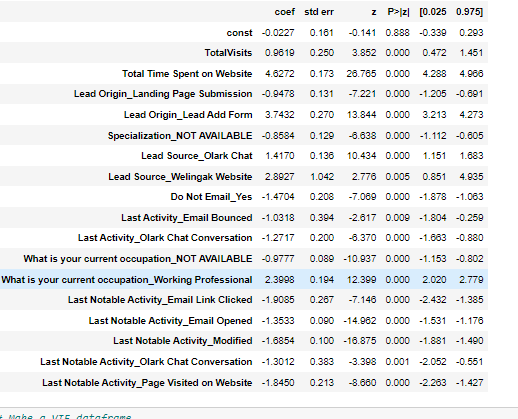 coef std err z P>|z| [0.025 0.975]
const -0.0227 0.161 -0.141 0.888 -0.339 0.293
TotalVisits 0.9619 0.250 3.852 0.000 0.472 1.451
Total Time Spent on Website 4.6272 0.173 26.765 0.000 4.288 4.966
Lead Origin_Landing Page Submission -0.9478 0.131 -7.221 0.000 -1.205 -0.691
Lead Origin_Lead Add Form 3.7432 0.270 13.844 0.000 3.213 4.273
Specialization_NOT AVAILABLE -0.8584 0.129 -6.638 0.000 -1.112 -0.605
Lead Source_Olark Chat 1.4170 0.136 10.434 0.000 1.151 1.683
Lead Source_Welingak Website 2.8927 1.042 2.776 0.005 0.851 4.935
Do Not Email_Yes -1.4704 0.208 -7.069 0.000 -1.878 -1.063
Last Activity_Email Bounced -1.0318 0.394 -2.617 0.009 -1.804 -0.259
Last Activity_Olark Chat Conversation -1.2717 0.200 -6.370 0.000 -1.663 -0.880
What is your current occupation_NOT AVAILABLE -0.9777 0.089 -10.937 0.000 -1.153 -0.802
What is your current occupation_Working Professional 2.3998 0.194 12.399 0.000 2.020 2.779
Last Notable Activity_Email Link Clicked -1.9085 0.267 -7.146 0.000 -2.432 -1.385
Last Notable Activity_Email Opened -1.3533 0.090 -14.962 0.000 -1.531 -1.176
Last Notable Activity_Modified -1.6854 0.100 -16.875 0.000 -1.881 -1.490
Last Notable Activity_Olark Chat Conversation -1.3012 0.383 -3.398 0.001 -2.052 -0.551
Last Notable Activity_Page Visited on Website -1.8450 0.213 -8.660 0.000 -2.263 -1.427
# Make a VIF dataframe